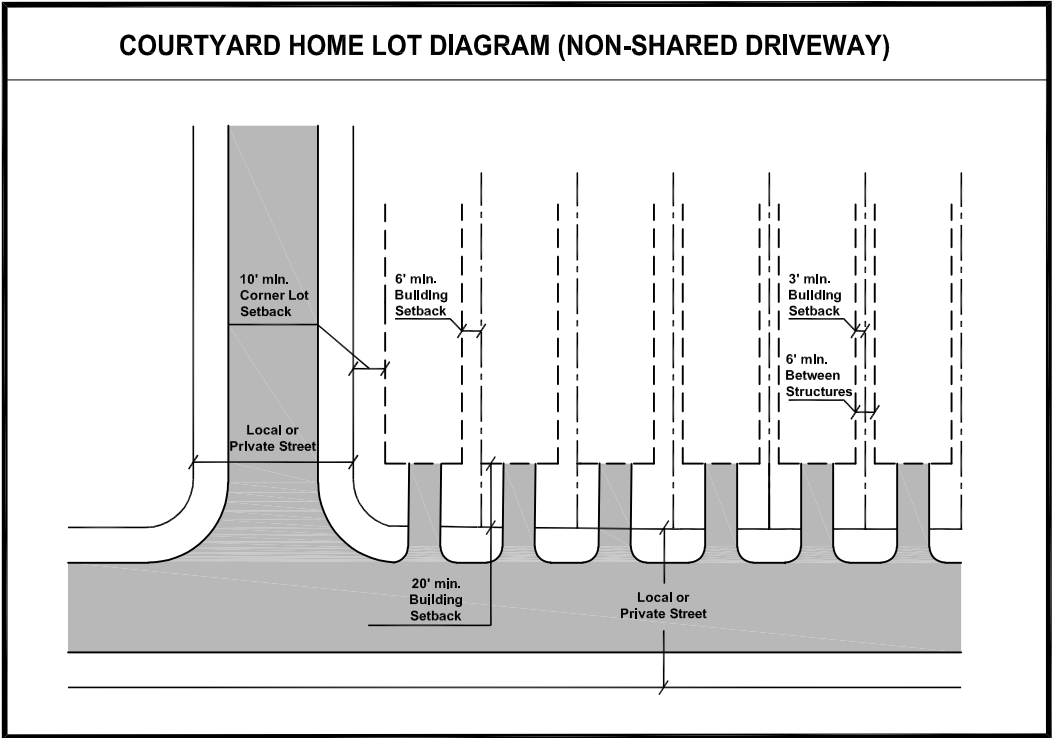 COURTYARD HOME LOT DIAGRAM (NON-SHARED DRIVEWAY)
10' min.
Corner Lot
Setback
6' min.
Building
Setback
3' min.
Building
Setback
6' min.
Between
Structures
Local or
Private Street
20' min.
Building
Setback
Local or
Private Street